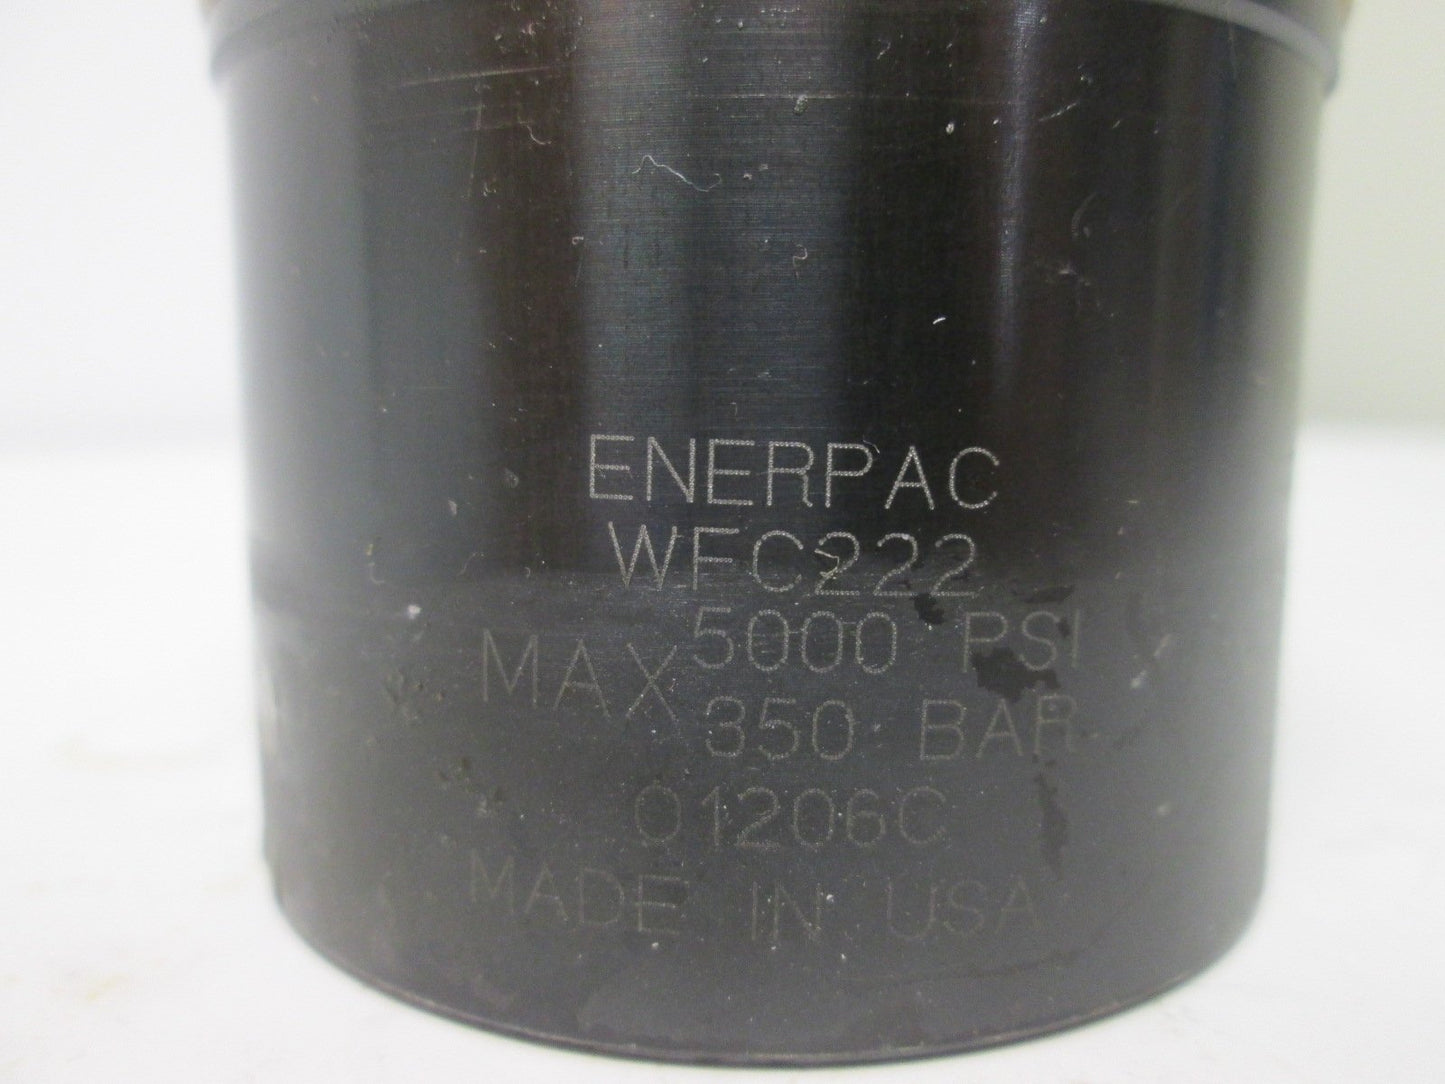 ENERPAC
WFC222
MAX 5000 PSI
350 BAR
01206C
MADE IN USA